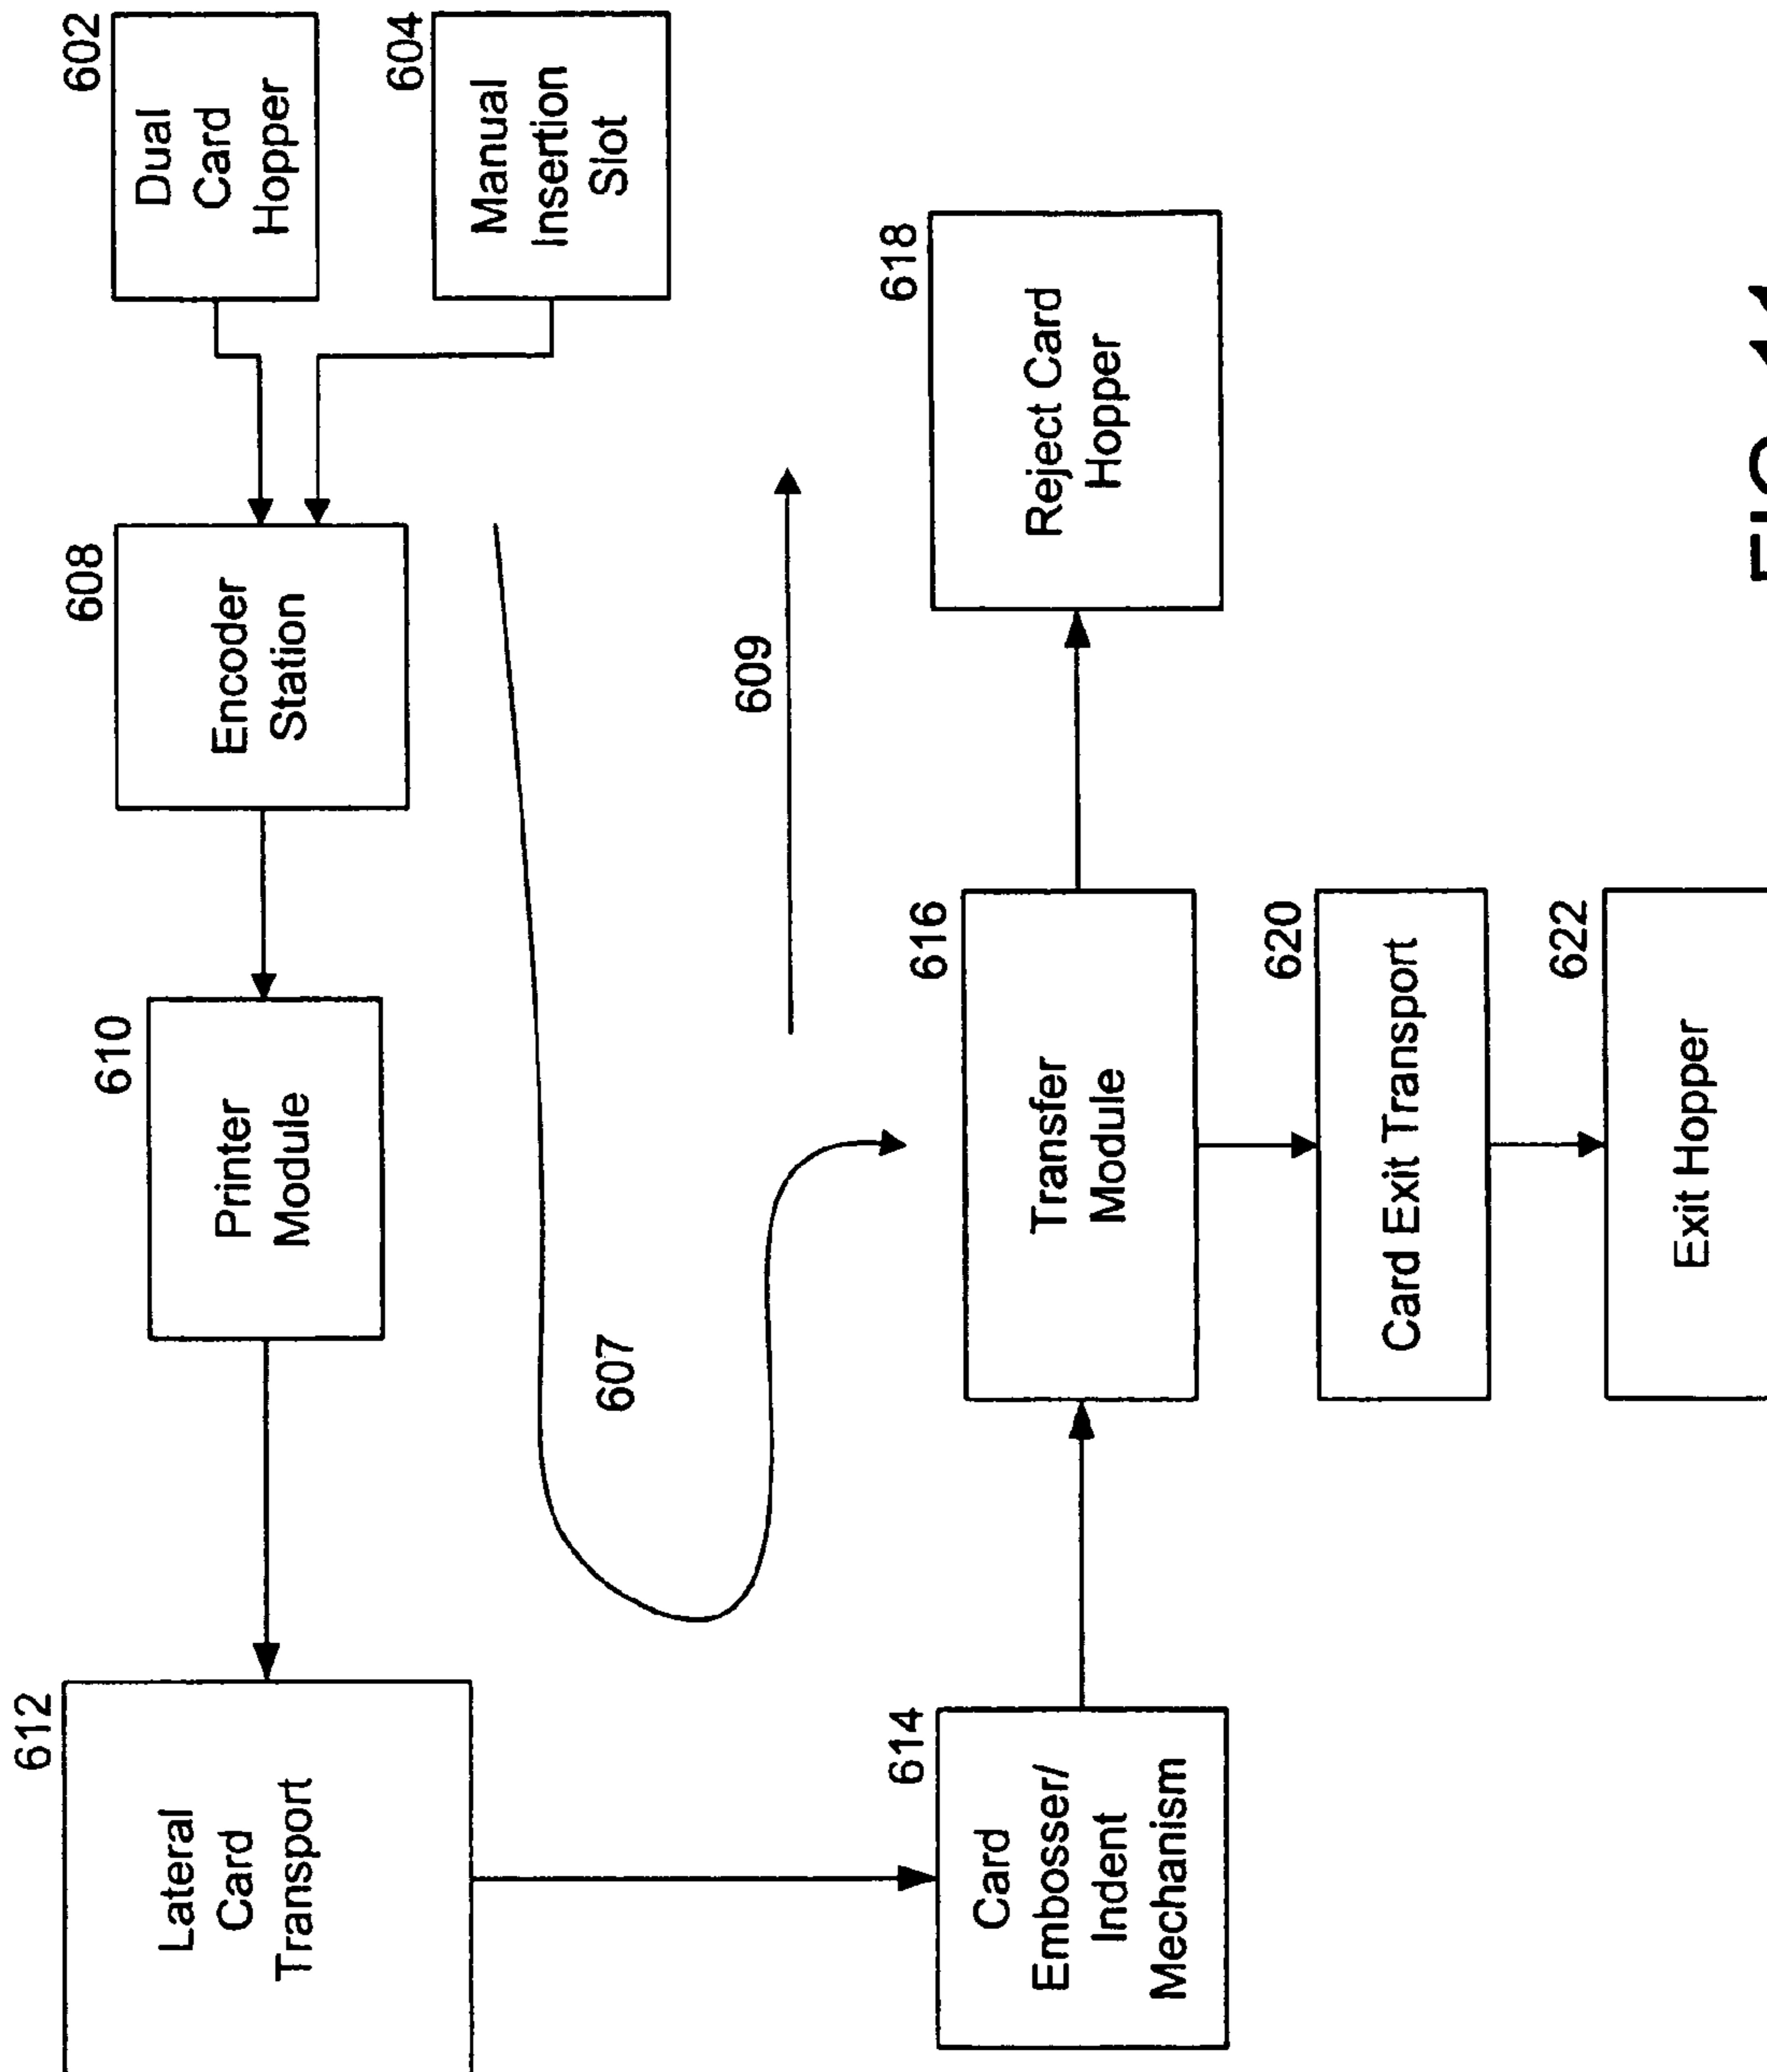 612
Lateral
Card
Transport
610
Printer
Module
608
Encoder
Station
602
Dual
Card
Hopper
604
Manual
Insertion
Slot
607
609
614
Card
Embosser/
Indent
Mechanism
616
Transfer
Module
618
Reject Card
Hopper
620
Card Exit Transport
622
Exit Hopper
FIG. 11